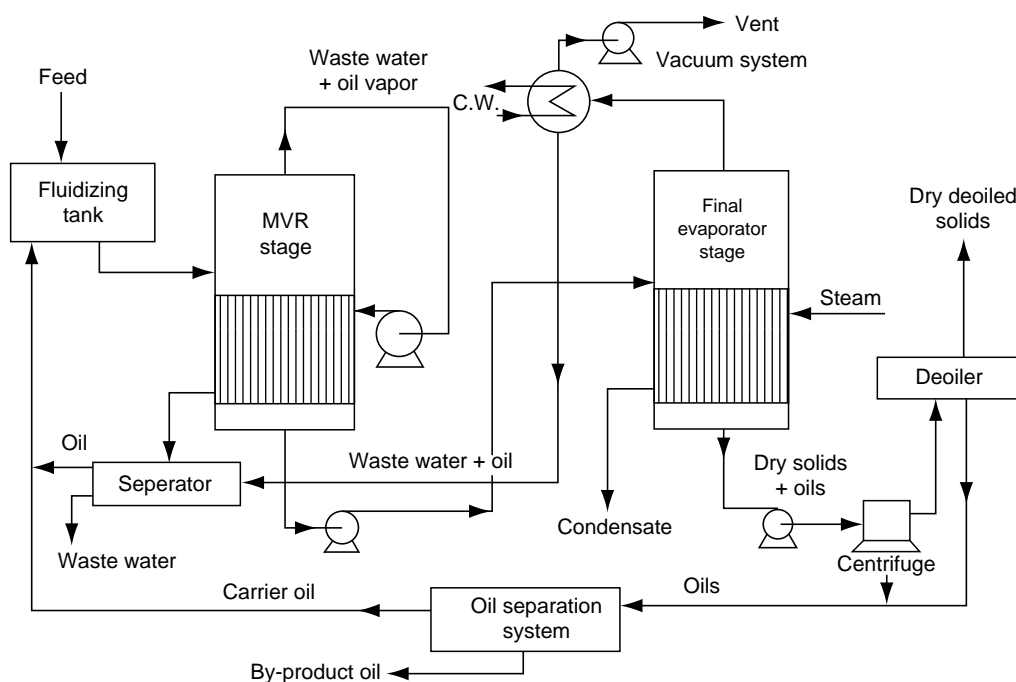 Vent
Vacuum system
Waste water
+ oil vapor
Feed
C.W.
Fluidizing
tank
MVR
stage
Final
evaporator
stage
Dry deoiled
solids
Steam
Deoiler
Oil
Waste water + oil
Seperator
Dry solids
+ oils
Condensate
Waste water
Centrifuge
Carrier oil
Oil separation
system
Oils
By-product oil